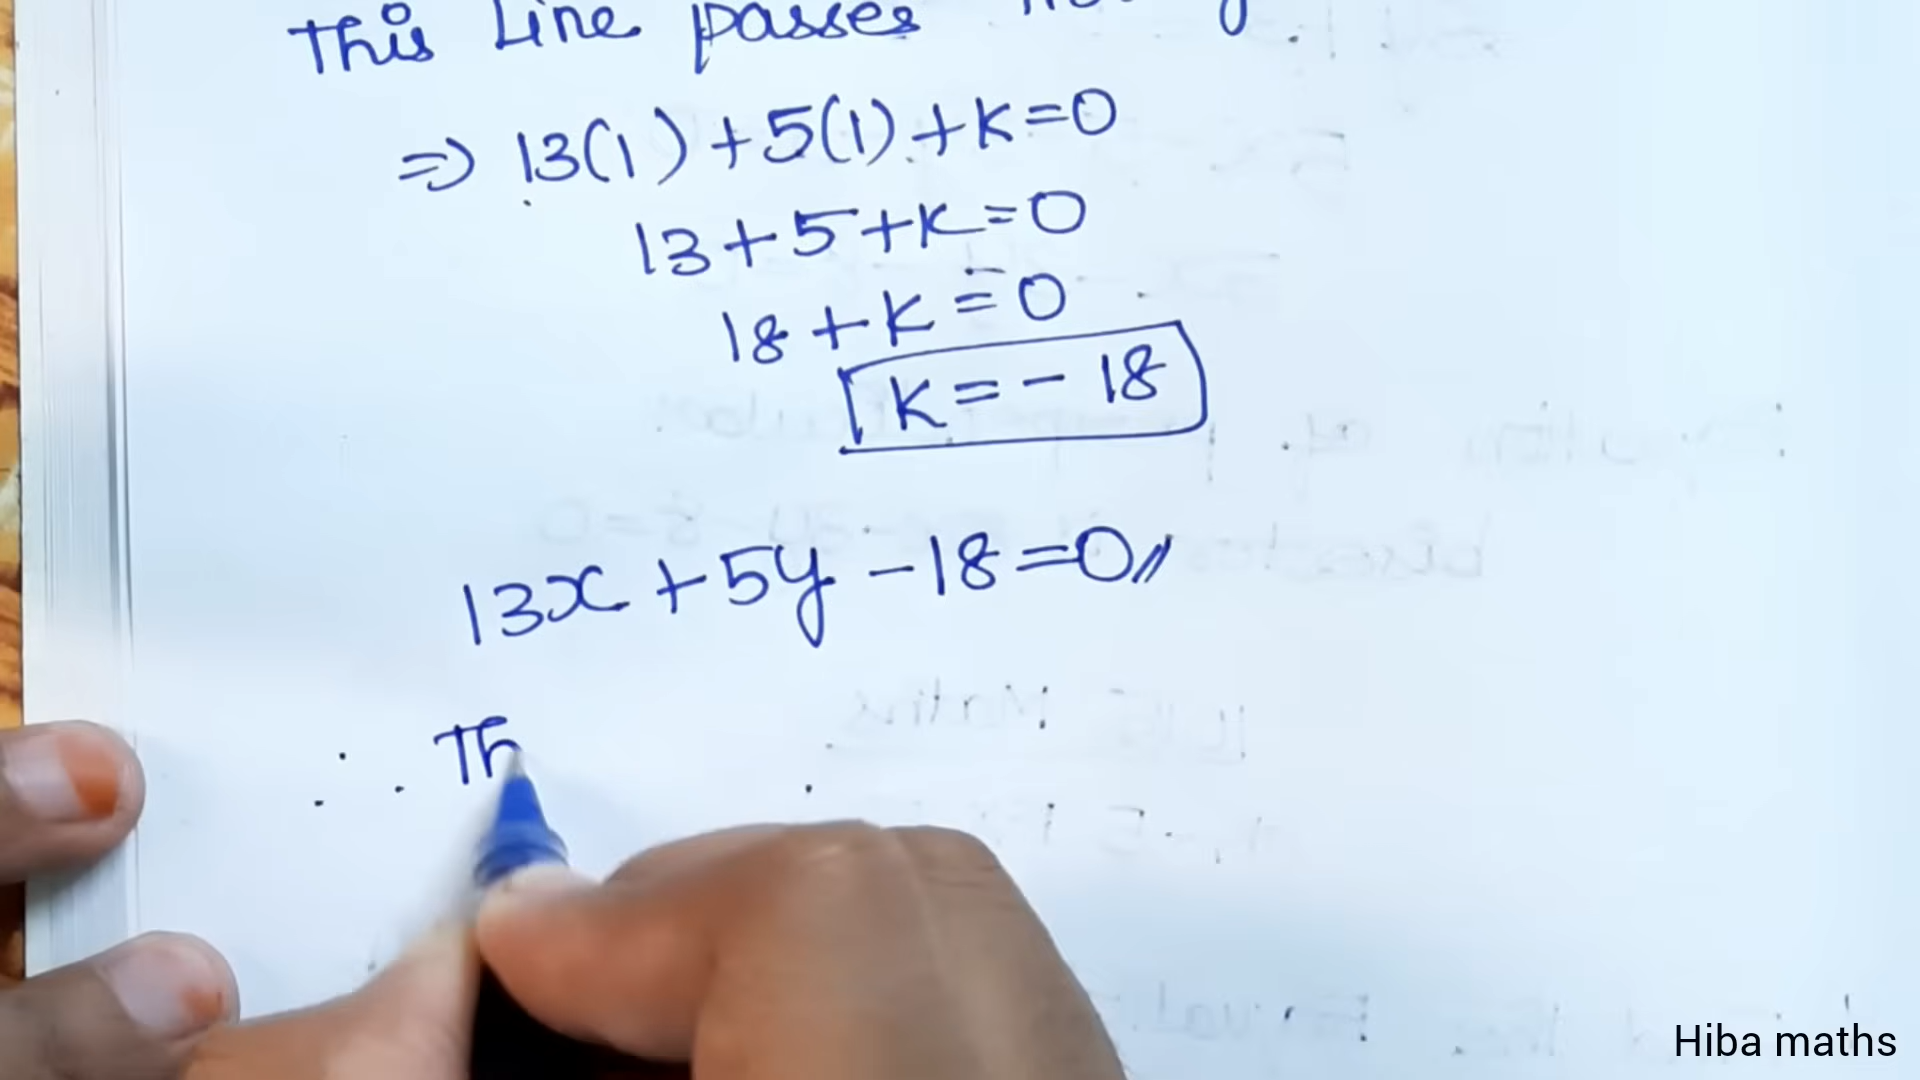 This Line passes
=> 13(1)+5(1)+k=0
13+5+k=0
18+k=0
k=-18
13x+5y-18=0//
∴ Th
Hiba maths